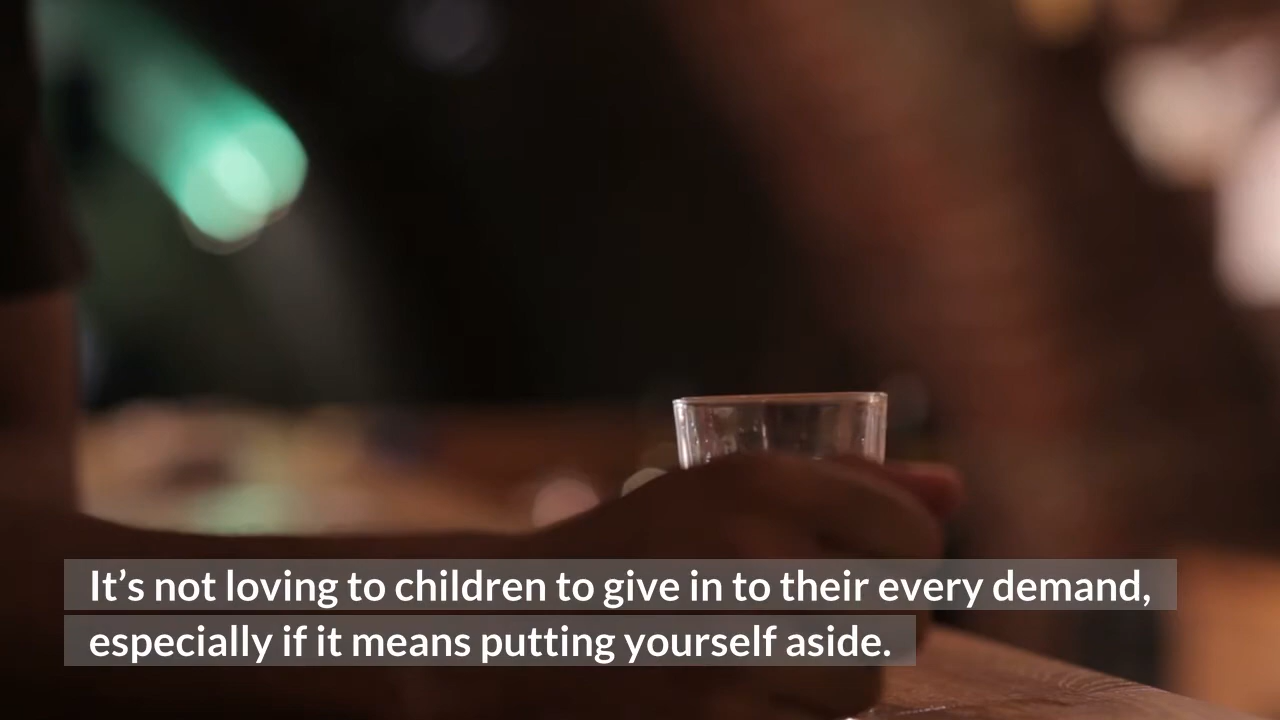 It’s not loving to children to give in to their every demand,
especially if it means putting yourself aside.